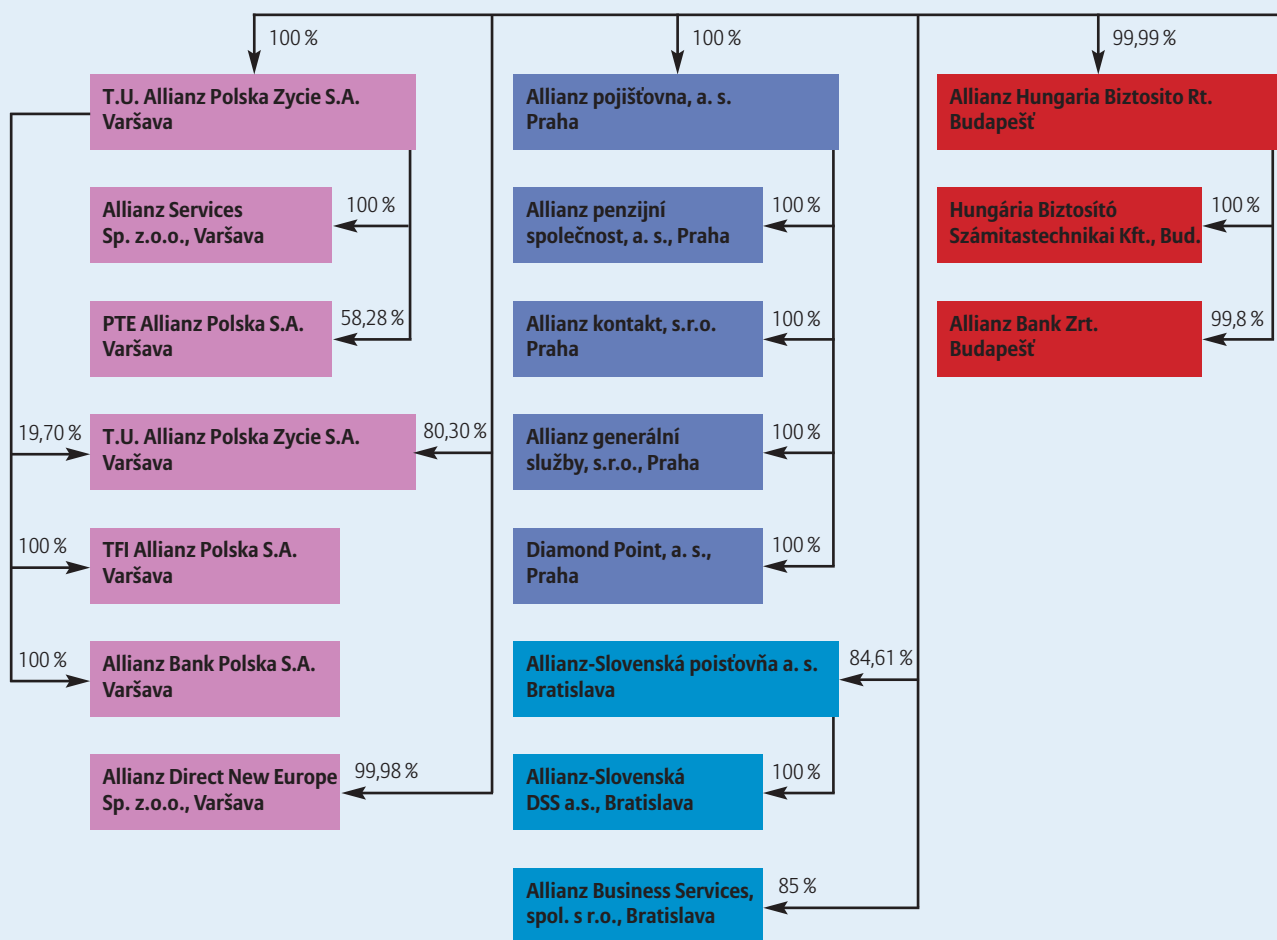 100 %
100 %
99,99 %
T.U. Allianz Polska Zycie S.A.
Varšava
Allianz pojišťovna, a. s.
Praha
Allianz Hungaria Biztosito Rt.
Budapešť
Allianz Services
Sp. z.o.o., Varšava
100 %
Allianz penzijní
společnost, a. s., Praha
100 %
Hungária Biztosító
Számitastechnikai Kft., Bud.
100 %
PTE Allianz Polska S.A.
Varšava
58,28 %
Allianz kontakt, s.r.o.
Praha
100 %
Allianz Bank Zrt.
Budapešť
99,8 %
19,70 %
T.U. Allianz Polska Zycie S.A.
Varšava
80,30 %
Allianz generální
služby, s.r.o., Praha
100 %
100 %
TFI Allianz Polska S.A.
Varšava
Diamond Point, a. s.,
Praha
100 %
100 %
Allianz Bank Polska S.A.
Varšava
Allianz-Slovenská poisťovňa a. s.
Bratislava
84,61 %
Allianz Direct New Europe
Sp. z.o.o., Varšava
99,98 %
Allianz-Slovenská
DSS a.s., Bratislava
100 %
Allianz Business Services,
spol. s r.o., Bratislava
85 %